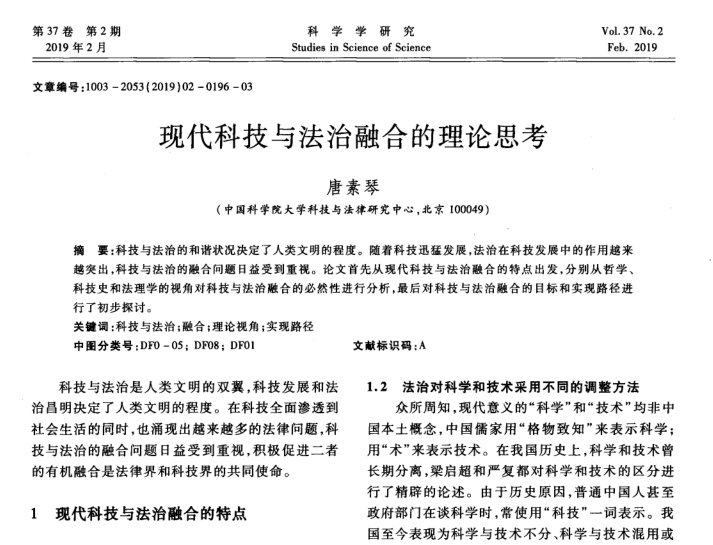 第 37 卷 第 2 期
2019 年 2 月
科 学 学 研 究
Studies in Science of Science
Vol. 37 No. 2
Feb. 2019
文章编号:1003－2053(2019)02－0196－03
现代科技与法治融合的理论思考
唐素琴
(中国科学院大学科技与法律研究中心,北京 100049)
摘 要:科技与法治的和谐状况决定了人类文明的程度。随着科技迅猛发展,法治在科技发展中的作用越来
越突出,科技与法治的融合问题日益受到重视。论文首先从现代科技与法治融合的特点出发,分别从哲学、
科技史和法理学的视角对科技与法治融合的必然性进行分析,最后对科技与法治融合的目标和实现路径进
行了初步探讨。
关键词:科技与法治;融合;理论视角;实现路径
中图分类号:DF0－05; DF08; DF01
文献标识码:A
科技与法治是人类文明的双翼,科技发展和法
治昌明决定了人类文明的程度。在科技全面渗透到
社会生活的同时,也涌现出越来越多的法律问题,科
技与法治的融合问题日益受到重视,积极促进二者
的有机融合是法律界和科技界的共同使命。
1 现代科技与法治融合的特点
1.2 法治对科学和技术采用不同的调整方法
众所周知,现代意义的“科学”和“技术”均非中
国本土概念,中国儒家用“格物致知”来表示科学;
用“术”来表示技术。在我国历史上,科学和技术曾
长期分离,梁启超和严复都对科学和技术的区分进
行了精辟的论述。由于历史原因,普通中国人甚至
政府部门在谈科学时,常使用“科技”一词表示。我
国至今表现为科学与技术不分、科学与技术混用或